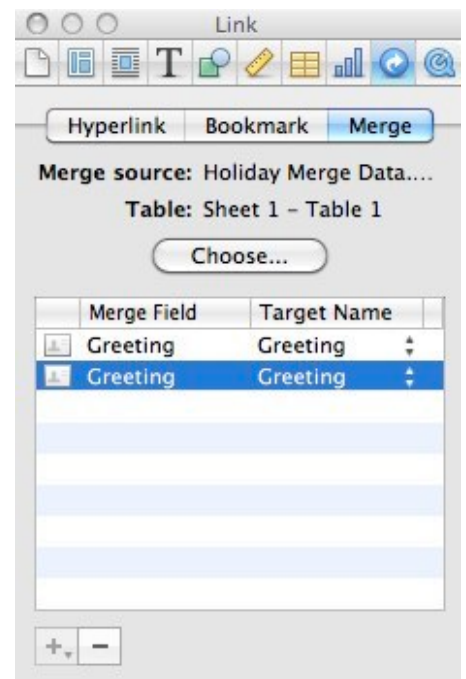 Link
T
Hyperlink Bookmark Merge
Merge source: Holiday Merge Data....
Table: Sheet 1 – Table 1
Choose...
Merge Field Target Name
Greeting Greeting
Greeting Greeting